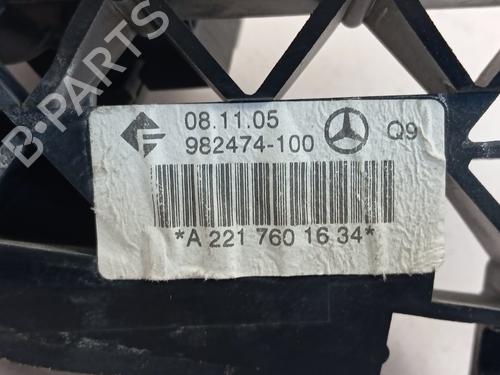 B-PARTS
08.11.05
982474-100
Q9
*A 221 760 16 34*